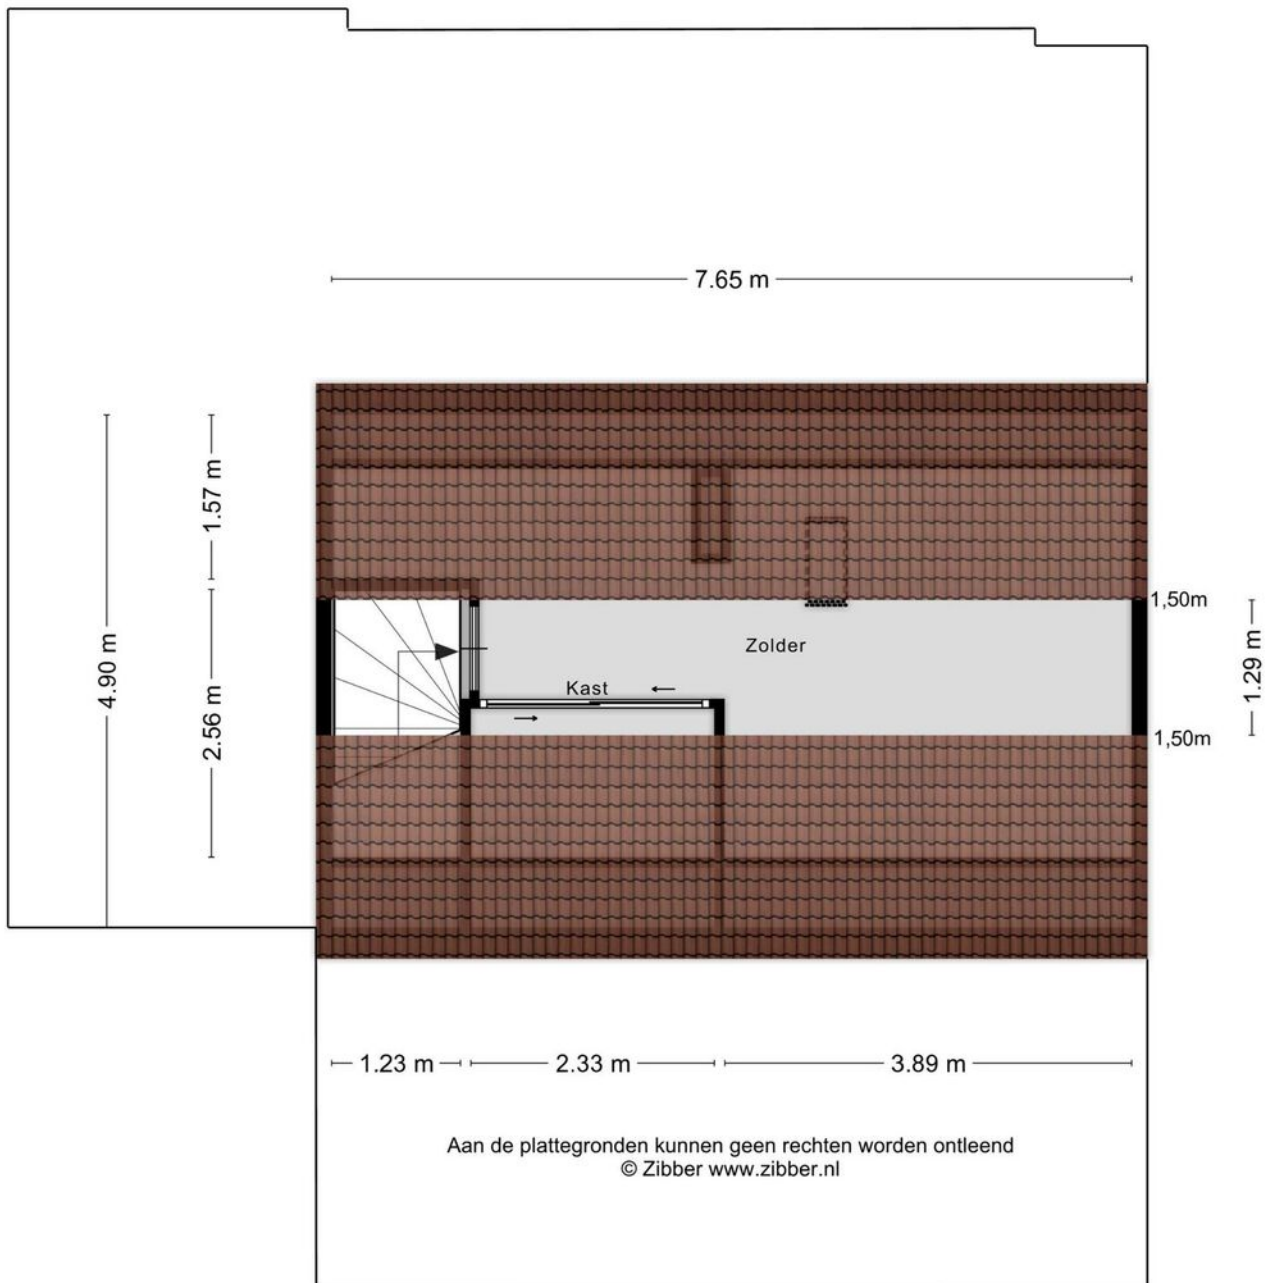 7.65 m
1.57 m
4.90 m
2.56 m
1,50m
Zolder
1.29 m
Kast
1,50m
1.23 m
2.33 m
3.89 m
Aan de plattegronden kunnen geen rechten worden ontleend
© Zibber www.zibber.nl